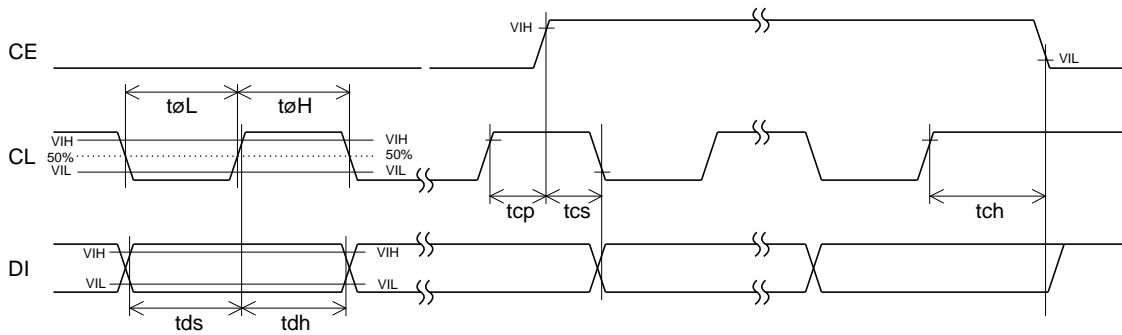 VIH
CE
VIL
tøL
tøH
VIH
VIH
CL
50%
50%
VIL
VIL
tcp
tcs
tch
VIH
VIH
DI
VIL
VIL
tds
tdh